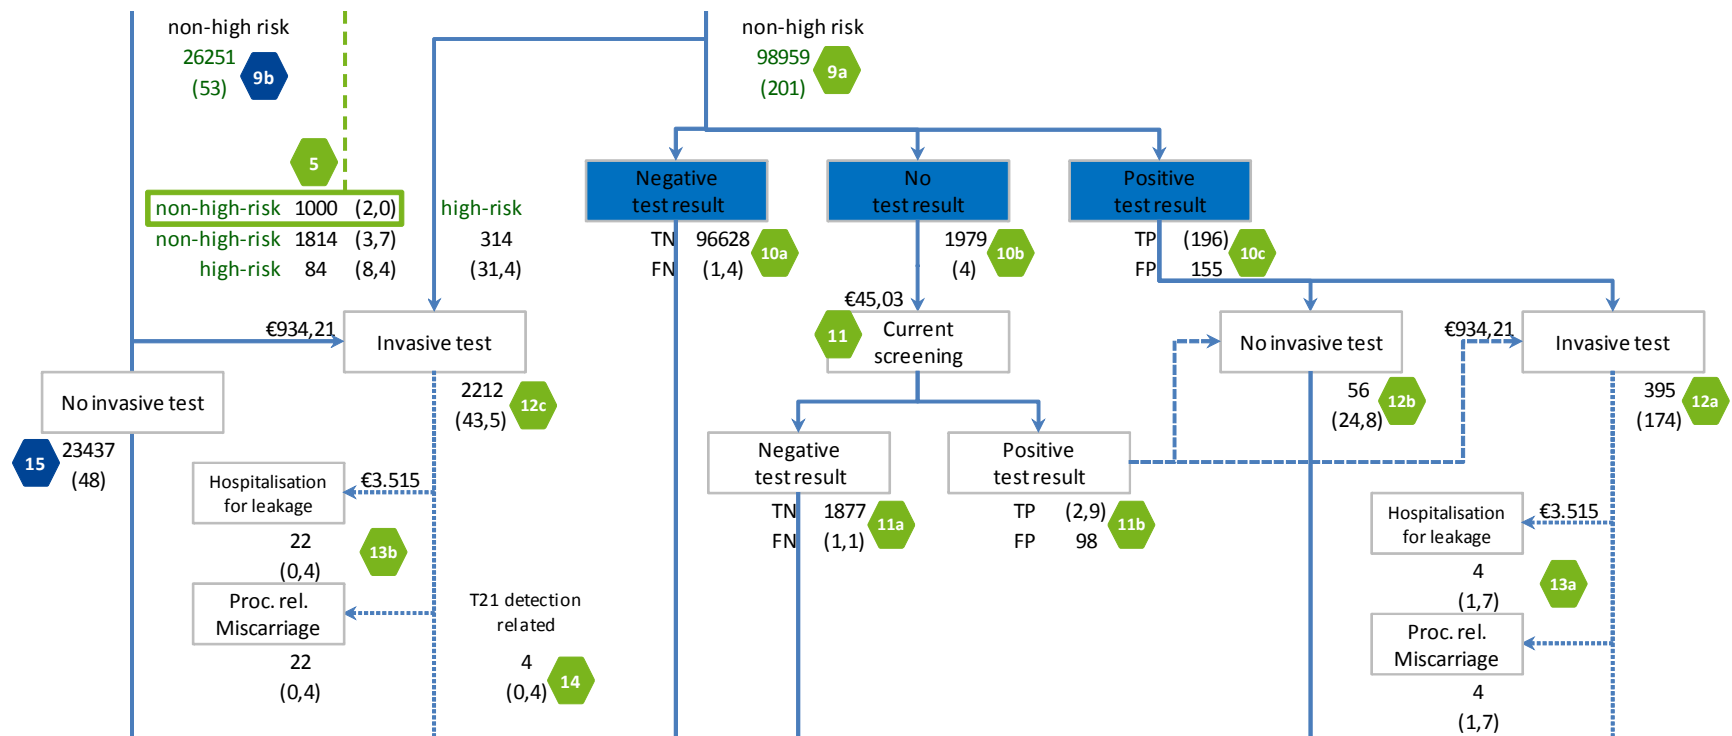 non-high risk
26251
(53)
9b
non-high risk
98959
(201)
9a
5
non-high-risk 1000 (2,0)
non-high-risk 1814 (3,7)
high-risk 84 (8,4)
high-risk
314
(31,4)
Negative
test result
TN 96628
FN (1,4)
10a
No
test result
1979
(4)
10b
Positive
test result
TP (196)
FP 155
10c
€934,21
Invasive test
2212
(43,5)
12c
€45,03
11
Current
screening
No invasive test
56
(24,8)
12b
€934,21
Invasive test
395
(174)
12a
No invasive test
15
23437
(48)
Negative
test result
TN 1877
FN (1,1)
11a
Positive
test result
TP (2,9)
FP 98
11b
Hospitalisation
for leakage
€3.515
22
(0,4)
13b
Proc. rel.
Miscarriage
22
(0,4)
T21 detection
related
4
(0,4)
14
Hospitalisation
for leakage
€3.515
4
(1,7)
13a
Proc. rel.
Miscarriage
4
(1,7)